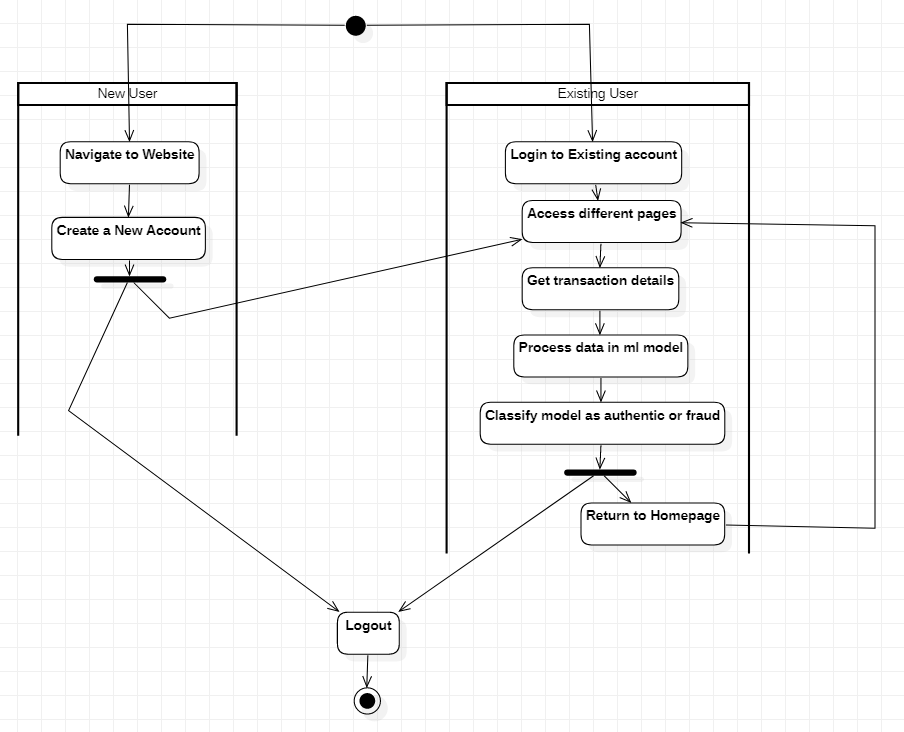 New User
Existing User
Navigate to Website
Login to Existing account
Create a New Account
Access different pages
Get transaction details
Process data in ml model
Classify model as authentic or fraud
Return to Homepage
Logout